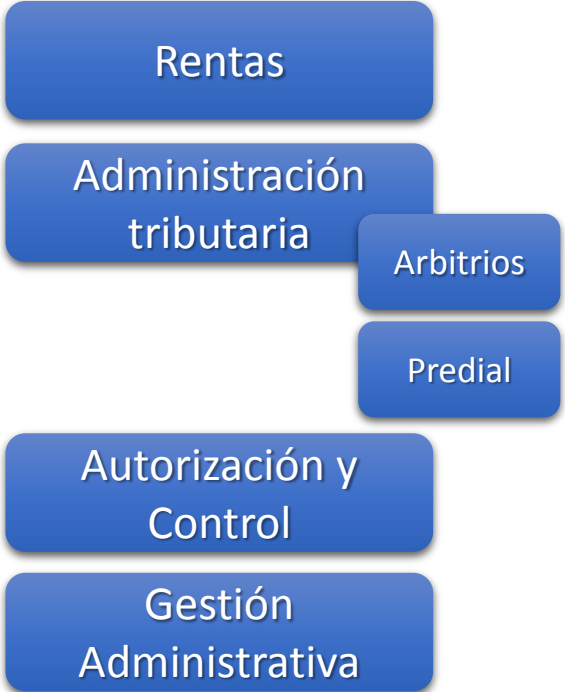 Rentas
Administración
tributaria
Arbitrios
Predial
Autorización y
Control
Gestión
Administrativa